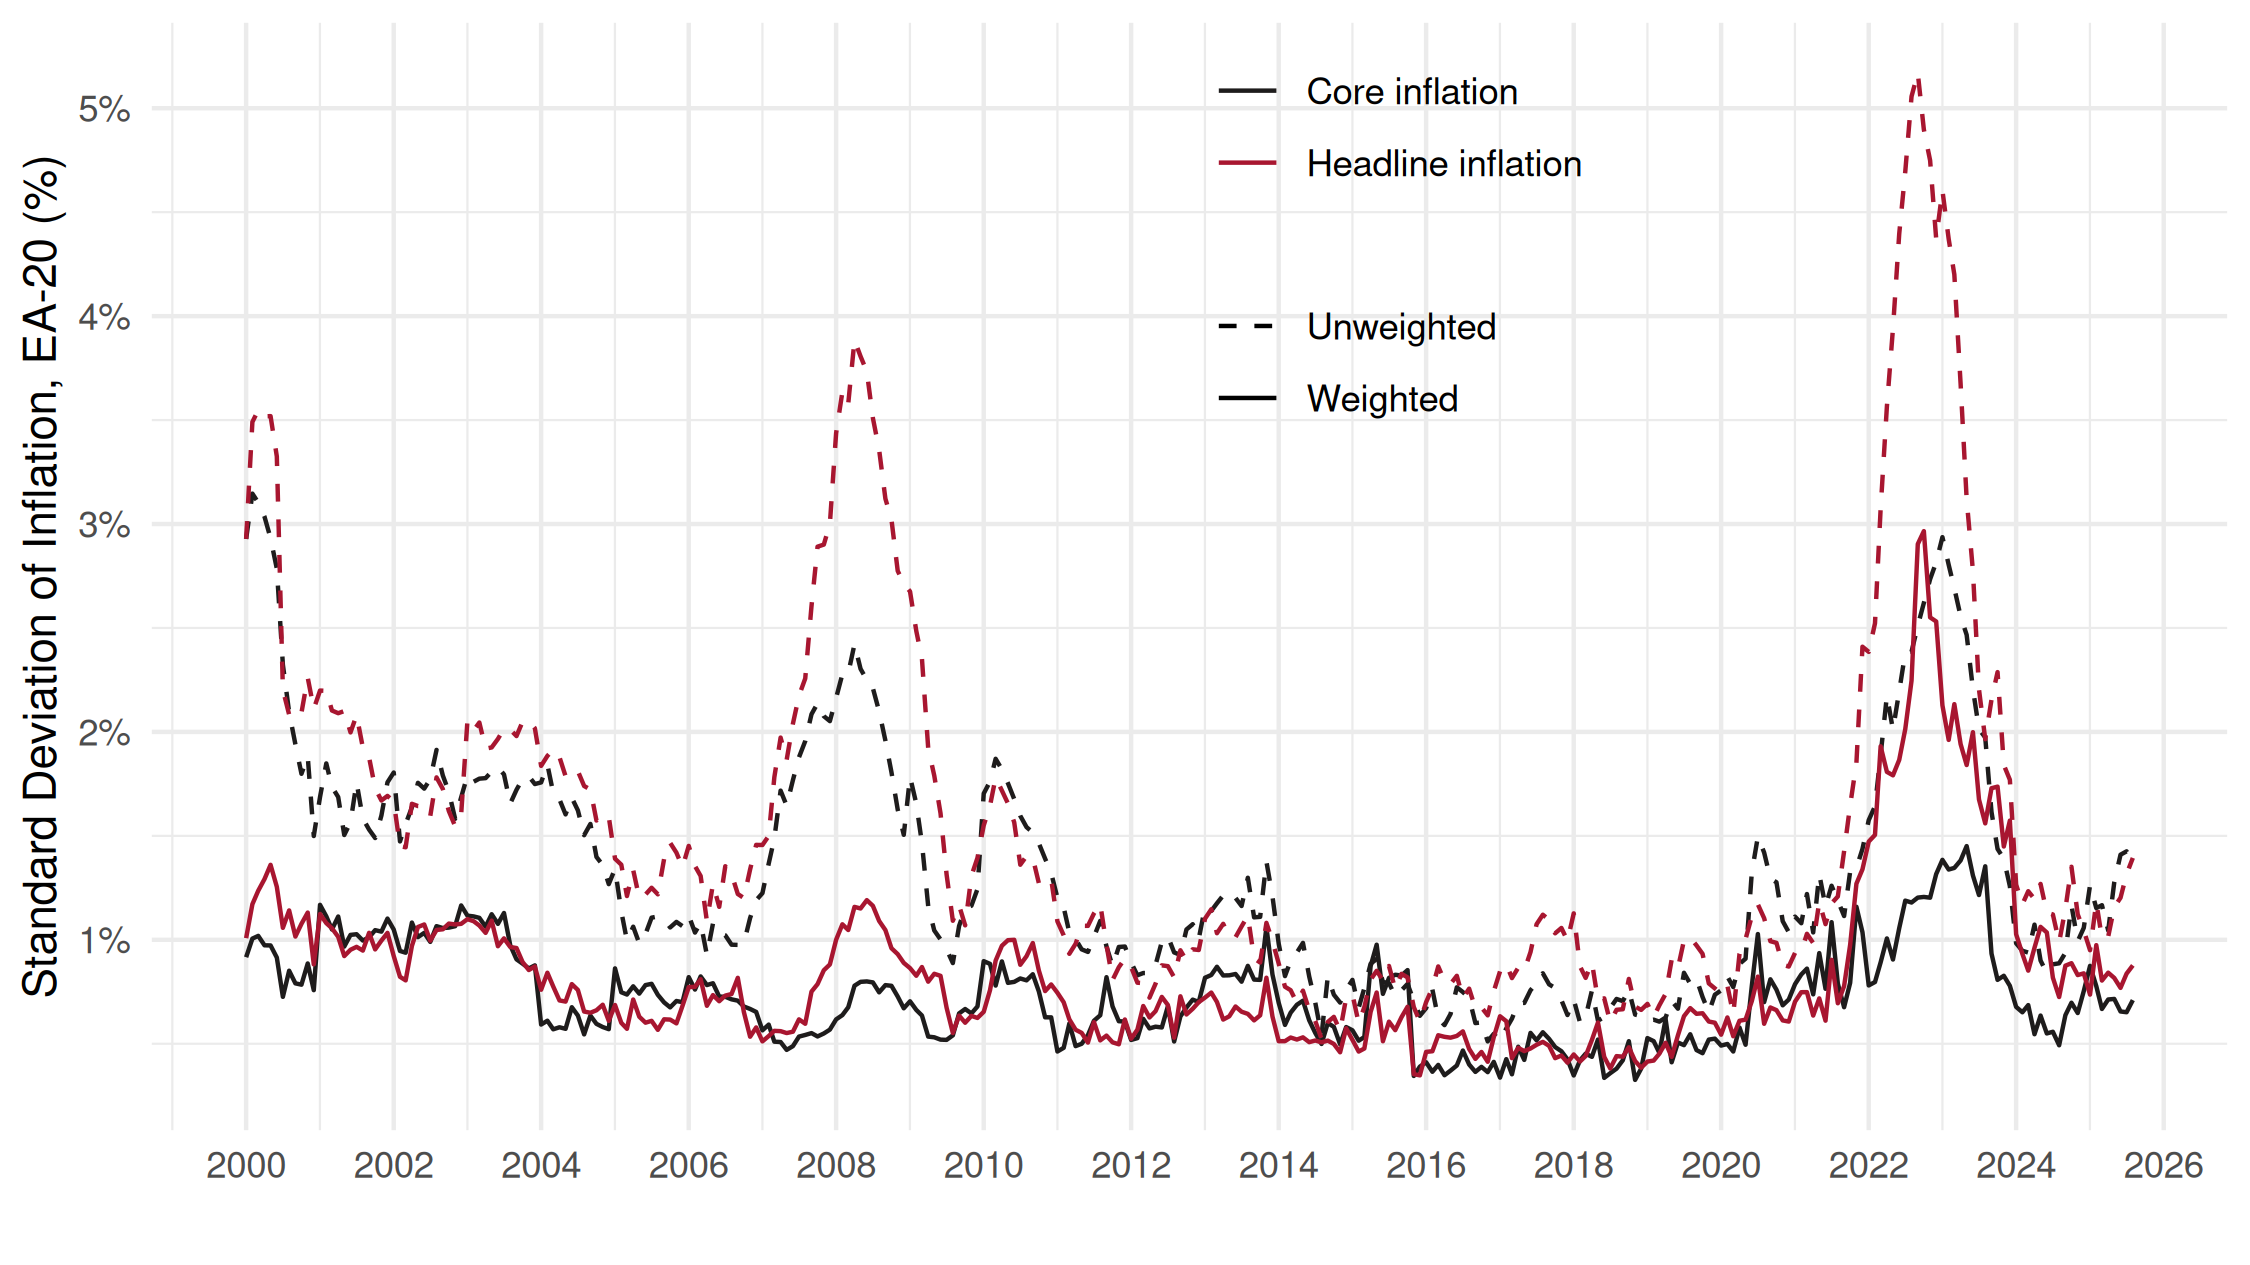 Standard Deviation of Inflation, EA-20 (%)
5%
4%
3%
2%
1%
Core inflation
Headline inflation
Unweighted
Weighted
2000 2002 2004 2006 2008 2010 2012 2014 2016 2018 2020 2022 2024 2026